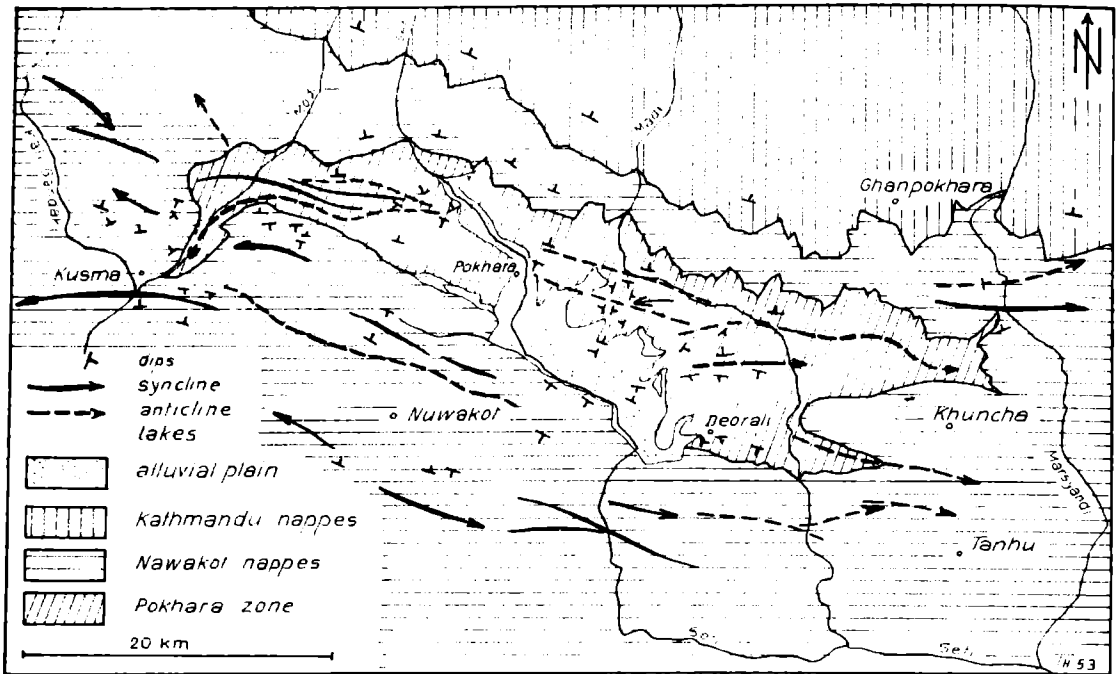 N
Madi
Ghanpokhara
Kusma
Pokhara
dips
syncline
anticline
lakes
Nuwakot
Deorali
Khuncha
Marsyandi
alluvial plain
Kathmandu nappes
Nawakot nappes
Tanhu
Pokhara zone
20 km
Seti
H 53